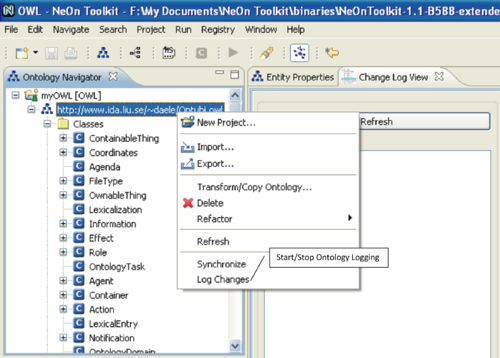 OWL - NeOn Toolkit - F:\My Documents\NeOn Toolkit\binaries\NeOnToolkit-1.1-B588-extende
File Edit Navigate Search Project Run Registry Window Help
Ontology Navigator
Entity Properties
Change Log View
myOWL [OWL]
http://www.ida.liu.se/~daele/Optubi.owl
Classes
ContainableThing
Coordinates
Agenda
FileType
OwnableThing
Lexicalization
Information
Effect
Role
OntologyTask
Agent
Container
Action
LexicalEntry
Notification
OntologyDomain
New Project...
Import...
Export...
Transform/Copy Ontology...
Delete
Refactor
Refresh
Synchronize
Log Changes
Start/Stop Ontology Logging
Refresh